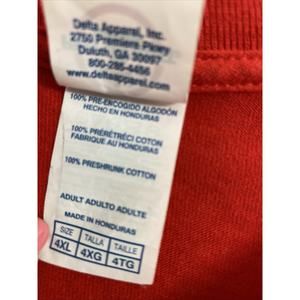 Delta Apparel, Inc.
2750 Premiere Pkwy
Duluth, GA 30097
800-285-4456
www.deltaapparel.com
100% PRE-ENCOGIDO ALGODÓN
HECHO EN HONDURAS
100% PRÉRÉTRÉCI COTON
FABRIQUE AU HONDURAS
100% PRESHRUNK COTTON
ADULT ADULTO ADULTE
MADE IN HONDURAS
SIZE TALLA TAILLE
4XL 4XG 4TG